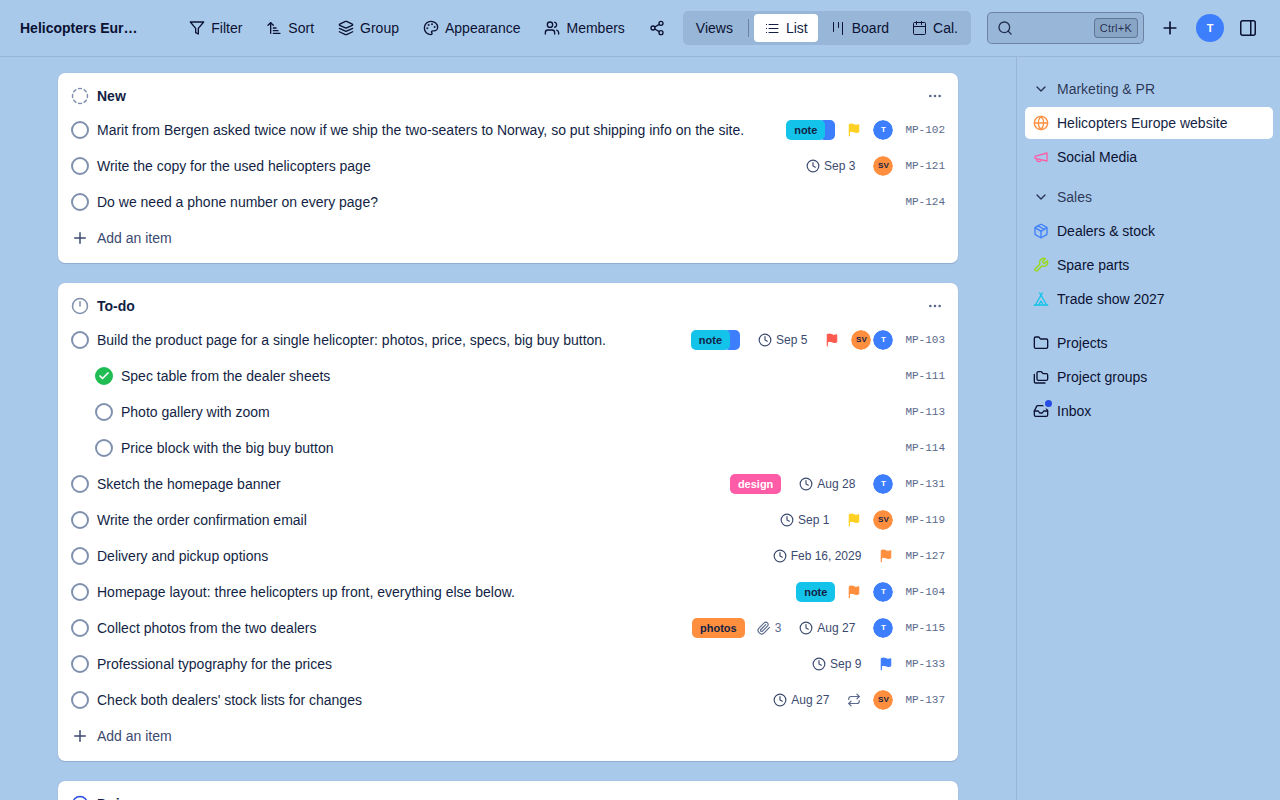 Helicopters Eur…
Filter
Sort
Group
Appearance
Members
Views
List
Board
Cal.
Ctrl+K
T
New
Marit from Bergen asked twice now if we ship the two-seaters to Norway, so put shipping info on the site.
note
T
MP-102
Write the copy for the used helicopters page
Sep 3
SV
MP-121
Do we need a phone number on every page?
MP-124
Add an item
To-do
Build the product page for a single helicopter: photos, price, specs, big buy button.
note
Sep 5
SV
T
MP-103
Spec table from the dealer sheets
MP-111
Photo gallery with zoom
MP-113
Price block with the big buy button
MP-114
Sketch the homepage banner
design
Aug 28
T
MP-131
Write the order confirmation email
Sep 1
SV
MP-119
Delivery and pickup options
Feb 16, 2029
MP-127
Homepage layout: three helicopters up front, everything else below.
note
T
MP-104
Collect photos from the two dealers
photos
3
Aug 27
T
MP-115
Professional typography for the prices
Sep 9
MP-133
Check both dealers' stock lists for changes
Aug 27
SV
MP-137
Add an item
Marketing & PR
Helicopters Europe website
Social Media
Sales
Dealers & stock
Spare parts
Trade show 2027
Projects
Project groups
Inbox